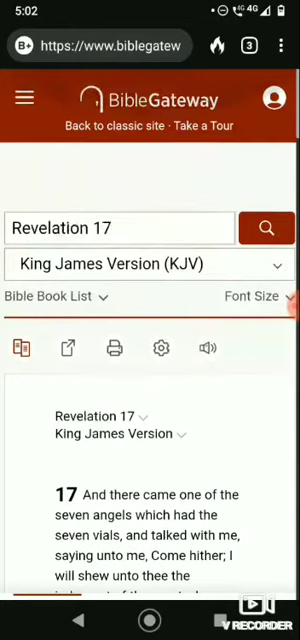 5:02
4G 4G
B+ https://www.biblegatew 3
BibleGateway
Back to classic site · Take a Tour
Revelation 17
King James Version (KJV)
Bible Book List Font Size
Revelation 17
King James Version
17 And there came one of the
seven angels which had the
seven vials, and talked with me,
saying unto me, Come hither; I
will shew unto thee the
V RECORDER